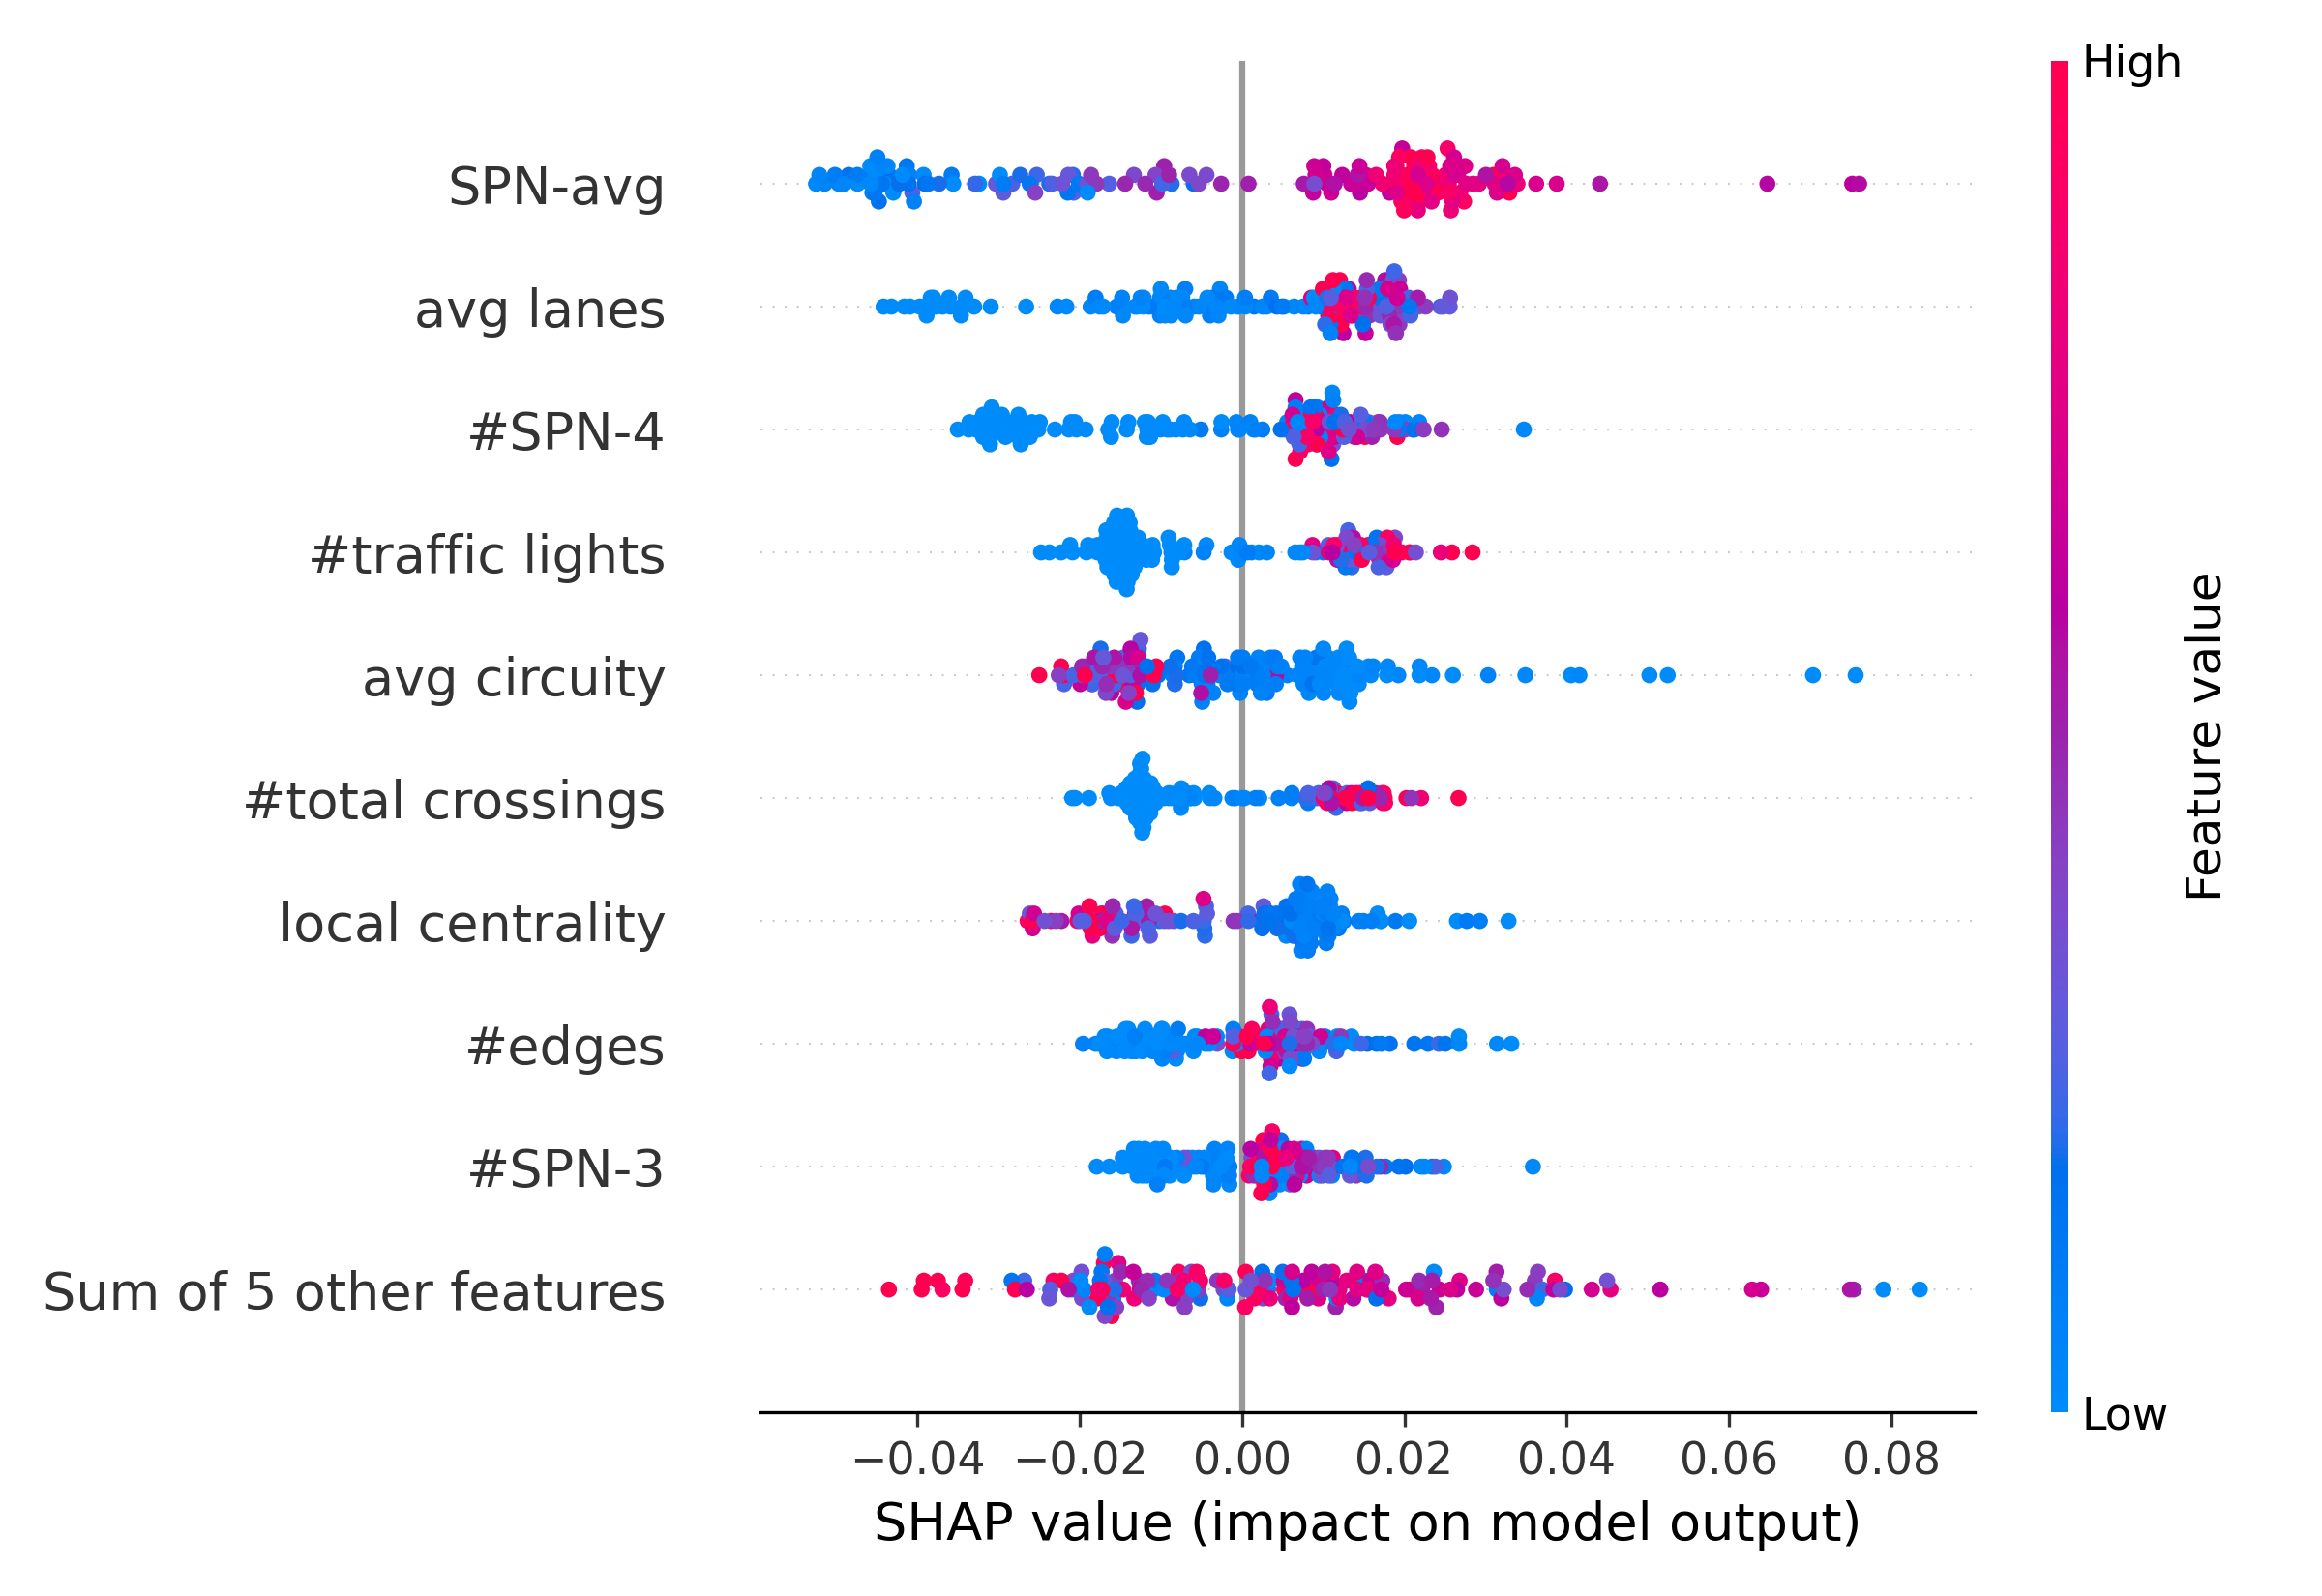 High
SPN-avg
avg lanes
#SPN-4
#traffic lights
avg circuity
#total crossings
local centrality
#edges
#SPN-3
Sum of 5 other features
Feature value
Low
−0.04 −0.02 0.00 0.02 0.04 0.06 0.08
SHAP value (impact on model output)